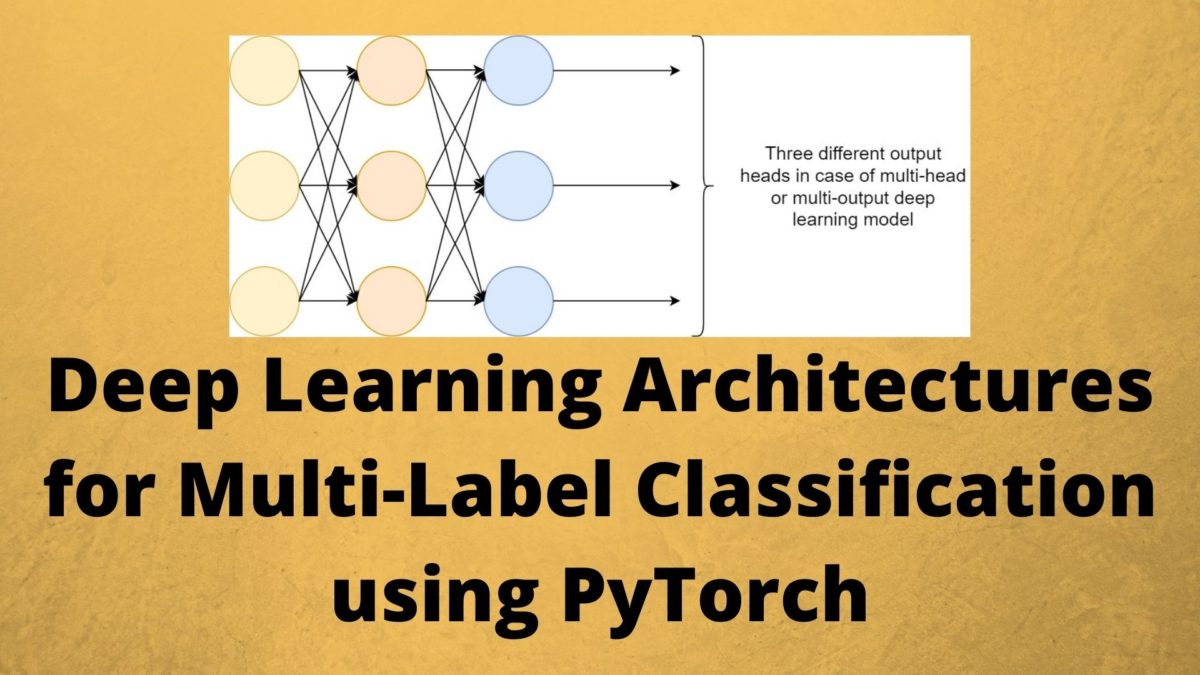 Three different output
heads in case of multi-head
or multi-output deep
learning model
Deep Learning Architectures
for Multi-Label Classification
using PyTorch